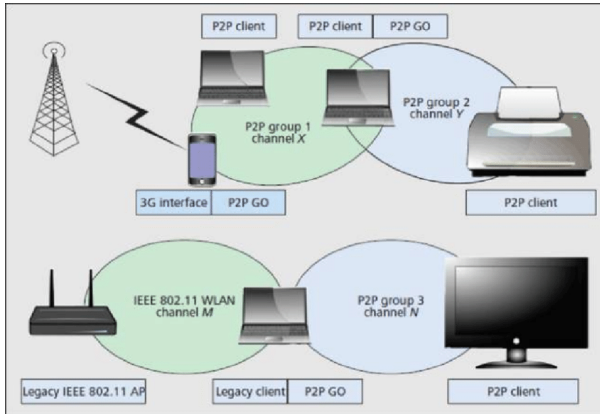 P2P client
P2P client P2P GO
P2P group 1
channel X
P2P group 2
channel Y
3G interface P2P GO
P2P client
IEEE 802.11 WLAN
channel M
P2P group 3
channel N
Legacy IEEE 802.11 AP
Legacy client P2P GO
P2P client